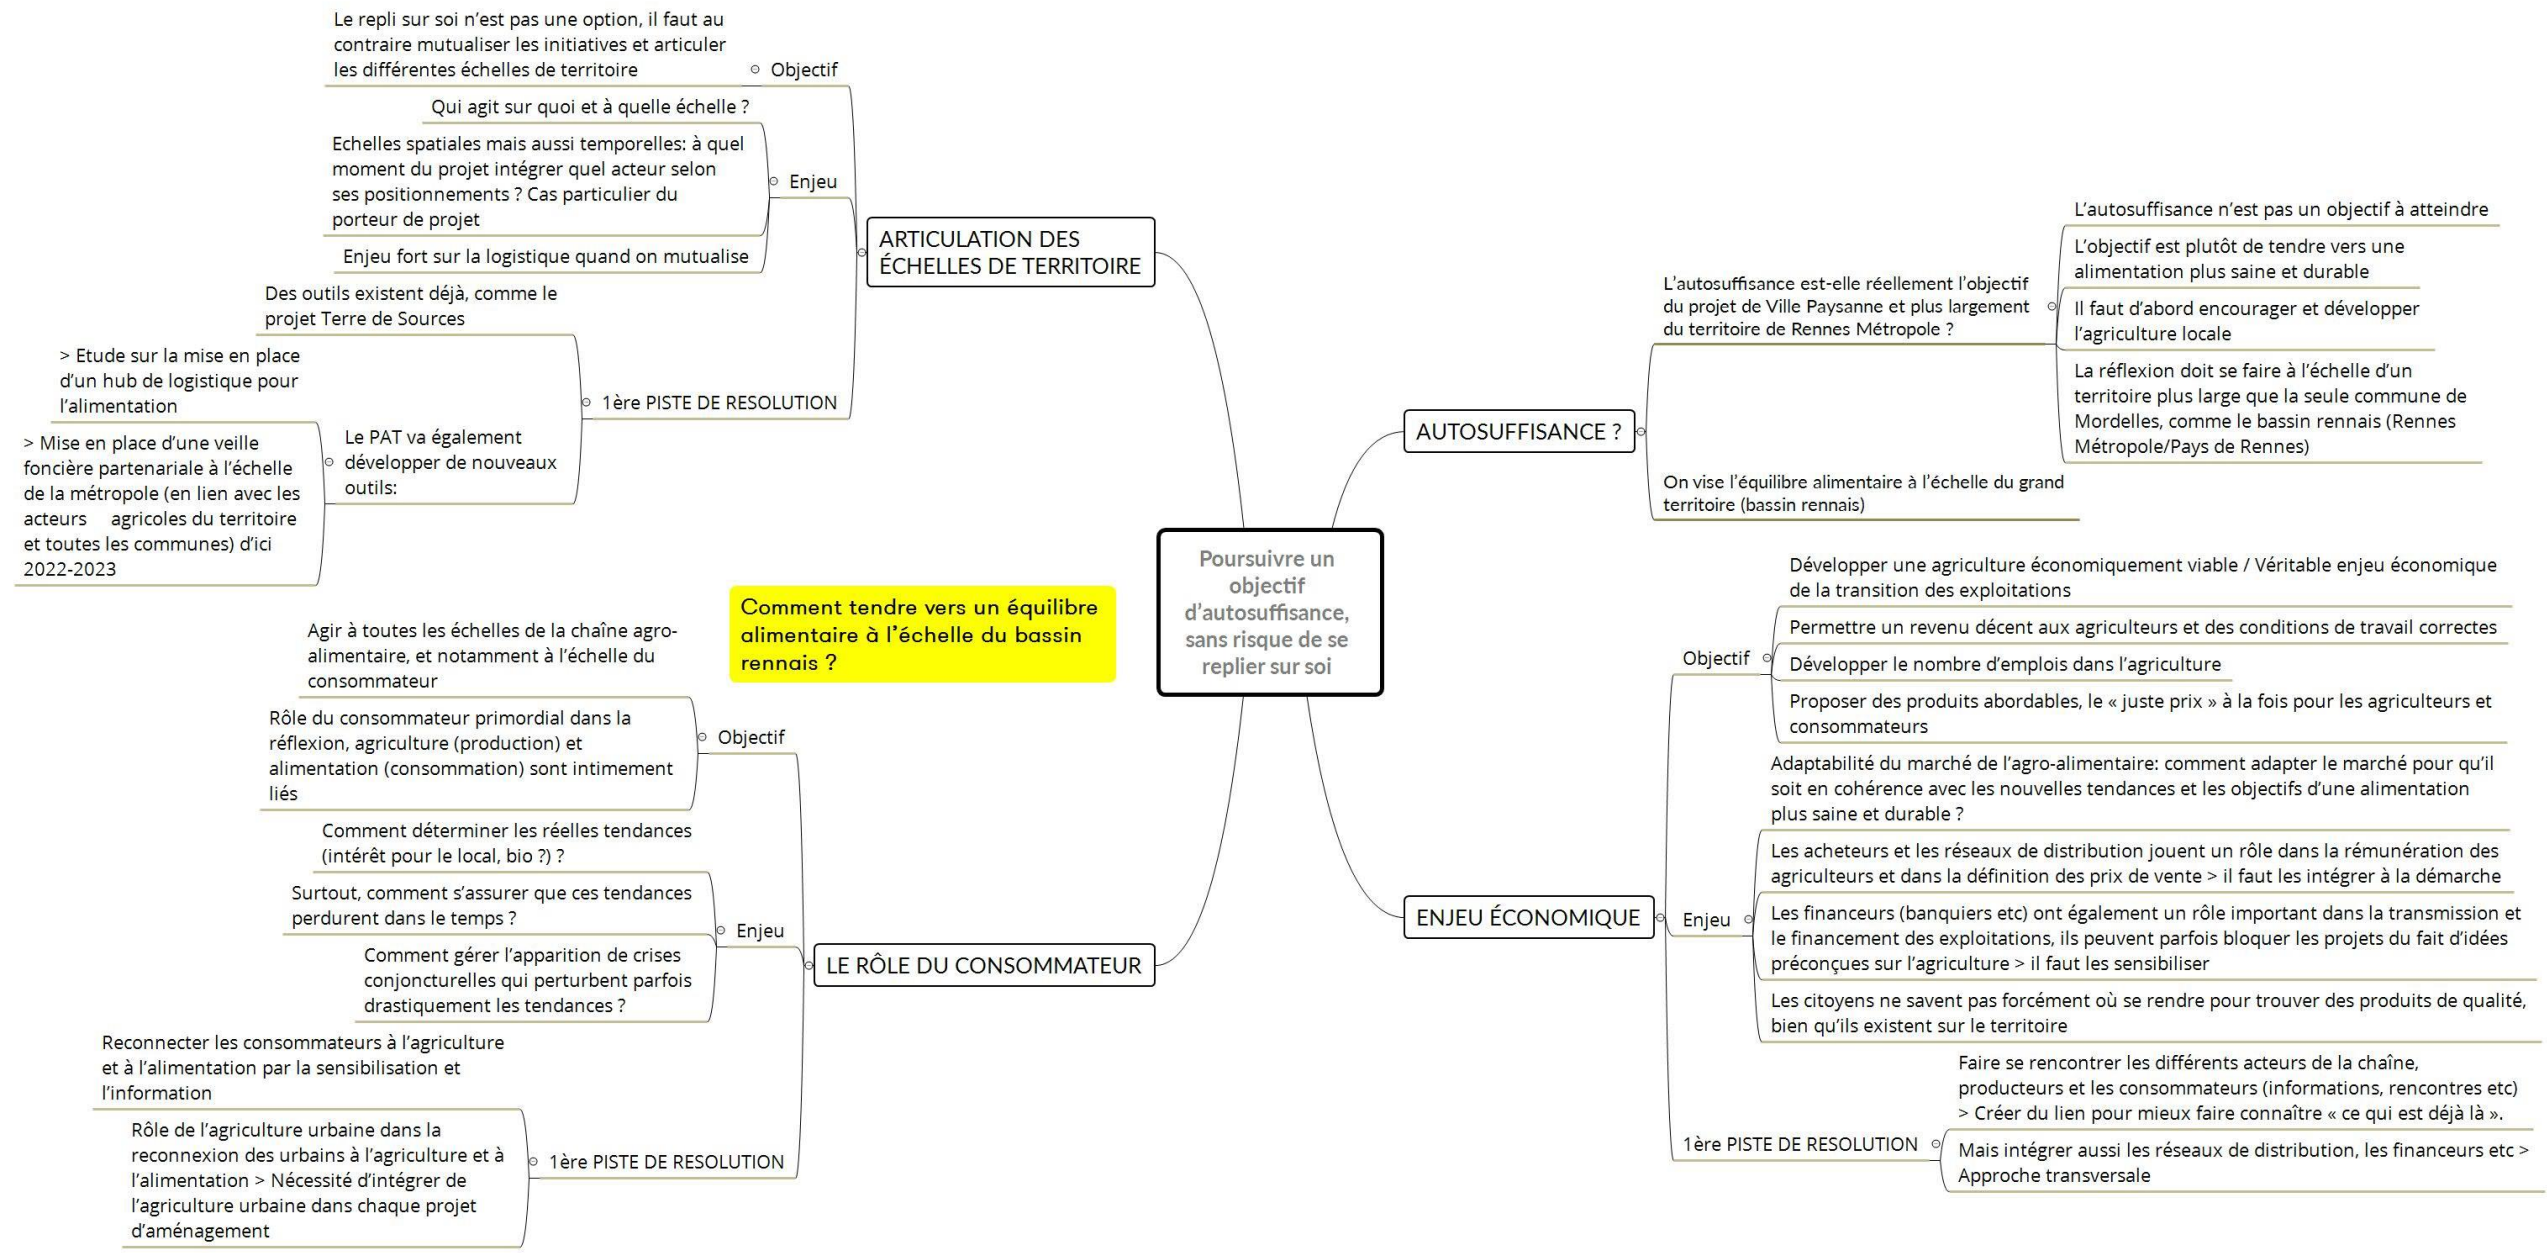 Le repli sur soi n’est pas une option, il faut au
contraire mutualiser les initiatives et articuler
les différentes échelles de territoire
Objectif
Qui agit sur quoi et à quelle échelle ?
Echelles spatiales mais aussi temporelles: à quel
moment du projet intégrer quel acteur selon
ses positionnements ? Cas particulier du
porteur de projet
Enjeu fort sur la logistique quand on mutualise
Enjeu
Des outils existent déjà, comme le
projet Terre de Sources
> Etude sur la mise en place
d’un hub de logistique pour
l’alimentation
> Mise en place d’une veille
foncière partenariale à l’échelle
de la métropole (en lien avec les
acteurs agricoles du territoire
et toutes les communes) d’ici
2022-2023
Le PAT va également
développer de nouveaux
outils:
1ère PISTE DE RESOLUTION
ARTICULATION DES
ÉCHELLES DE TERRITOIRE
AUTOSUFFISANCE ?
L’autosuffisance est-elle réellement l’objectif
du projet de Ville Paysanne et plus largement
du territoire de Rennes Métropole ?
L’autosuffisance n’est pas un objectif à atteindre
L’objectif est plutôt de tendre vers une
alimentation plus saine et durable
Il faut d’abord encourager et développer
l’agriculture locale
La réflexion doit se faire à l’échelle d’un
territoire plus large que la seule commune de
Mordelles, comme le bassin rennais (Rennes
Métropole/Pays de Rennes)
On vise l’équilibre alimentaire à l’échelle du grand
territoire (bassin rennais)
Poursuivre un
objectif
d’autosuffisance,
sans risque de se
replier sur soi
Comment tendre vers un équilibre
alimentaire à l’échelle du bassin
rennais ?
Agir à toutes les échelles de la chaîne agro-
alimentaire, et notamment à l’échelle du
consommateur
Rôle du consommateur primordial dans la
réflexion, agriculture (production) et
alimentation (consommation) sont intimement
liés
Objectif
Comment déterminer les réelles tendances
(intérêt pour le local, bio ?) ?
Surtout, comment s’assurer que ces tendances
perdurent dans le temps ?
Comment gérer l’apparition de crises
conjoncturelles qui perturbent parfois
drastiquement les tendances ?
Enjeu
Reconnecter les consommateurs à l’agriculture
et à l’alimentation par la sensibilisation et
l’information
Rôle de l’agriculture urbaine dans la
reconnexion des urbains à l’agriculture et à
l’alimentation > Nécessité d’intégrer de
l’agriculture urbaine dans chaque projet
d’aménagement
1ère PISTE DE RESOLUTION
LE RÔLE DU CONSOMMATEUR
ENJEU ÉCONOMIQUE
Objectif
Développer une agriculture économiquement viable / Véritable enjeu économique
de la transition des exploitations
Permettre un revenu décent aux agriculteurs et des conditions de travail correctes
Développer le nombre d’emplois dans l’agriculture
Proposer des produits abordables, le « juste prix » à la fois pour les agriculteurs et
consommateurs
Enjeu
Adaptabilité du marché de l’agro-alimentaire: comment adapter le marché pour qu’il
soit en cohérence avec les nouvelles tendances et les objectifs d’une alimentation
plus saine et durable ?
Les acheteurs et les réseaux de distribution jouent un rôle dans la rémunération des
agriculteurs et dans la définition des prix de vente > il faut les intégrer à la démarche
Les financeurs (banquiers etc) ont également un rôle important dans la transmission et
le financement des exploitations, ils peuvent parfois bloquer les projets du fait d’idées
préconçues sur l’agriculture > il faut les sensibiliser
Les citoyens ne savent pas forcément où se rendre pour trouver des produits de qualité,
bien qu’ils existent sur le territoire
1ère PISTE DE RESOLUTION
Faire se rencontrer les différents acteurs de la chaîne,
producteurs et les consommateurs (informations, rencontres etc)
> Créer du lien pour mieux faire connaître « ce qui est déjà là ».
Mais intégrer aussi les réseaux de distribution, les financeurs etc >
Approche transversale